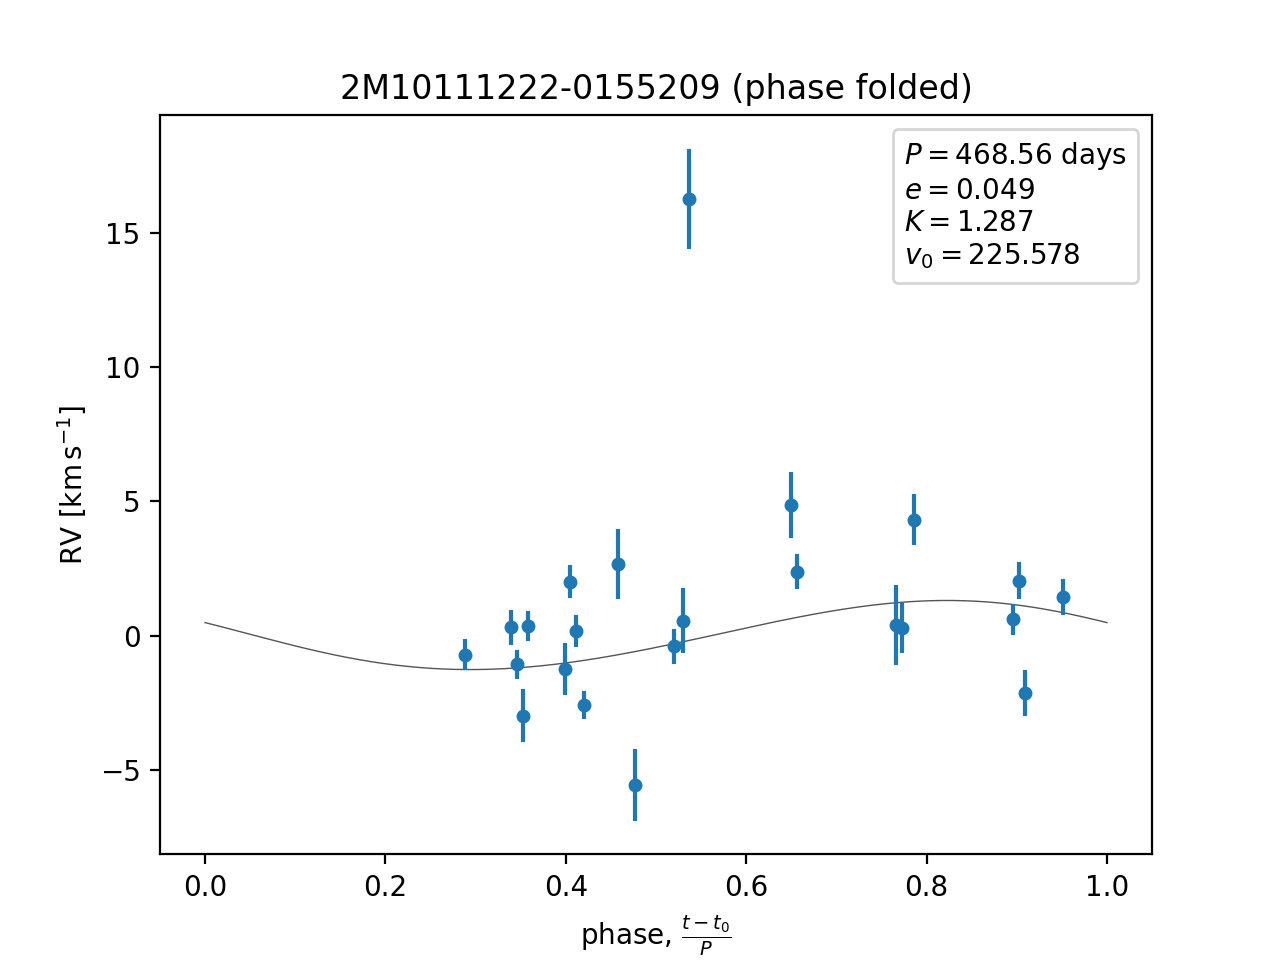 2M10111222-0155209 (phase folded)
P = 468.56 days
e = 0.049
K = 1.287
v₀ = 225.578
15
10
5
0
−5
RV [km s⁻¹]
0.0 0.2 0.4 0.6 0.8 1.0
phase, (t − t₀)/P